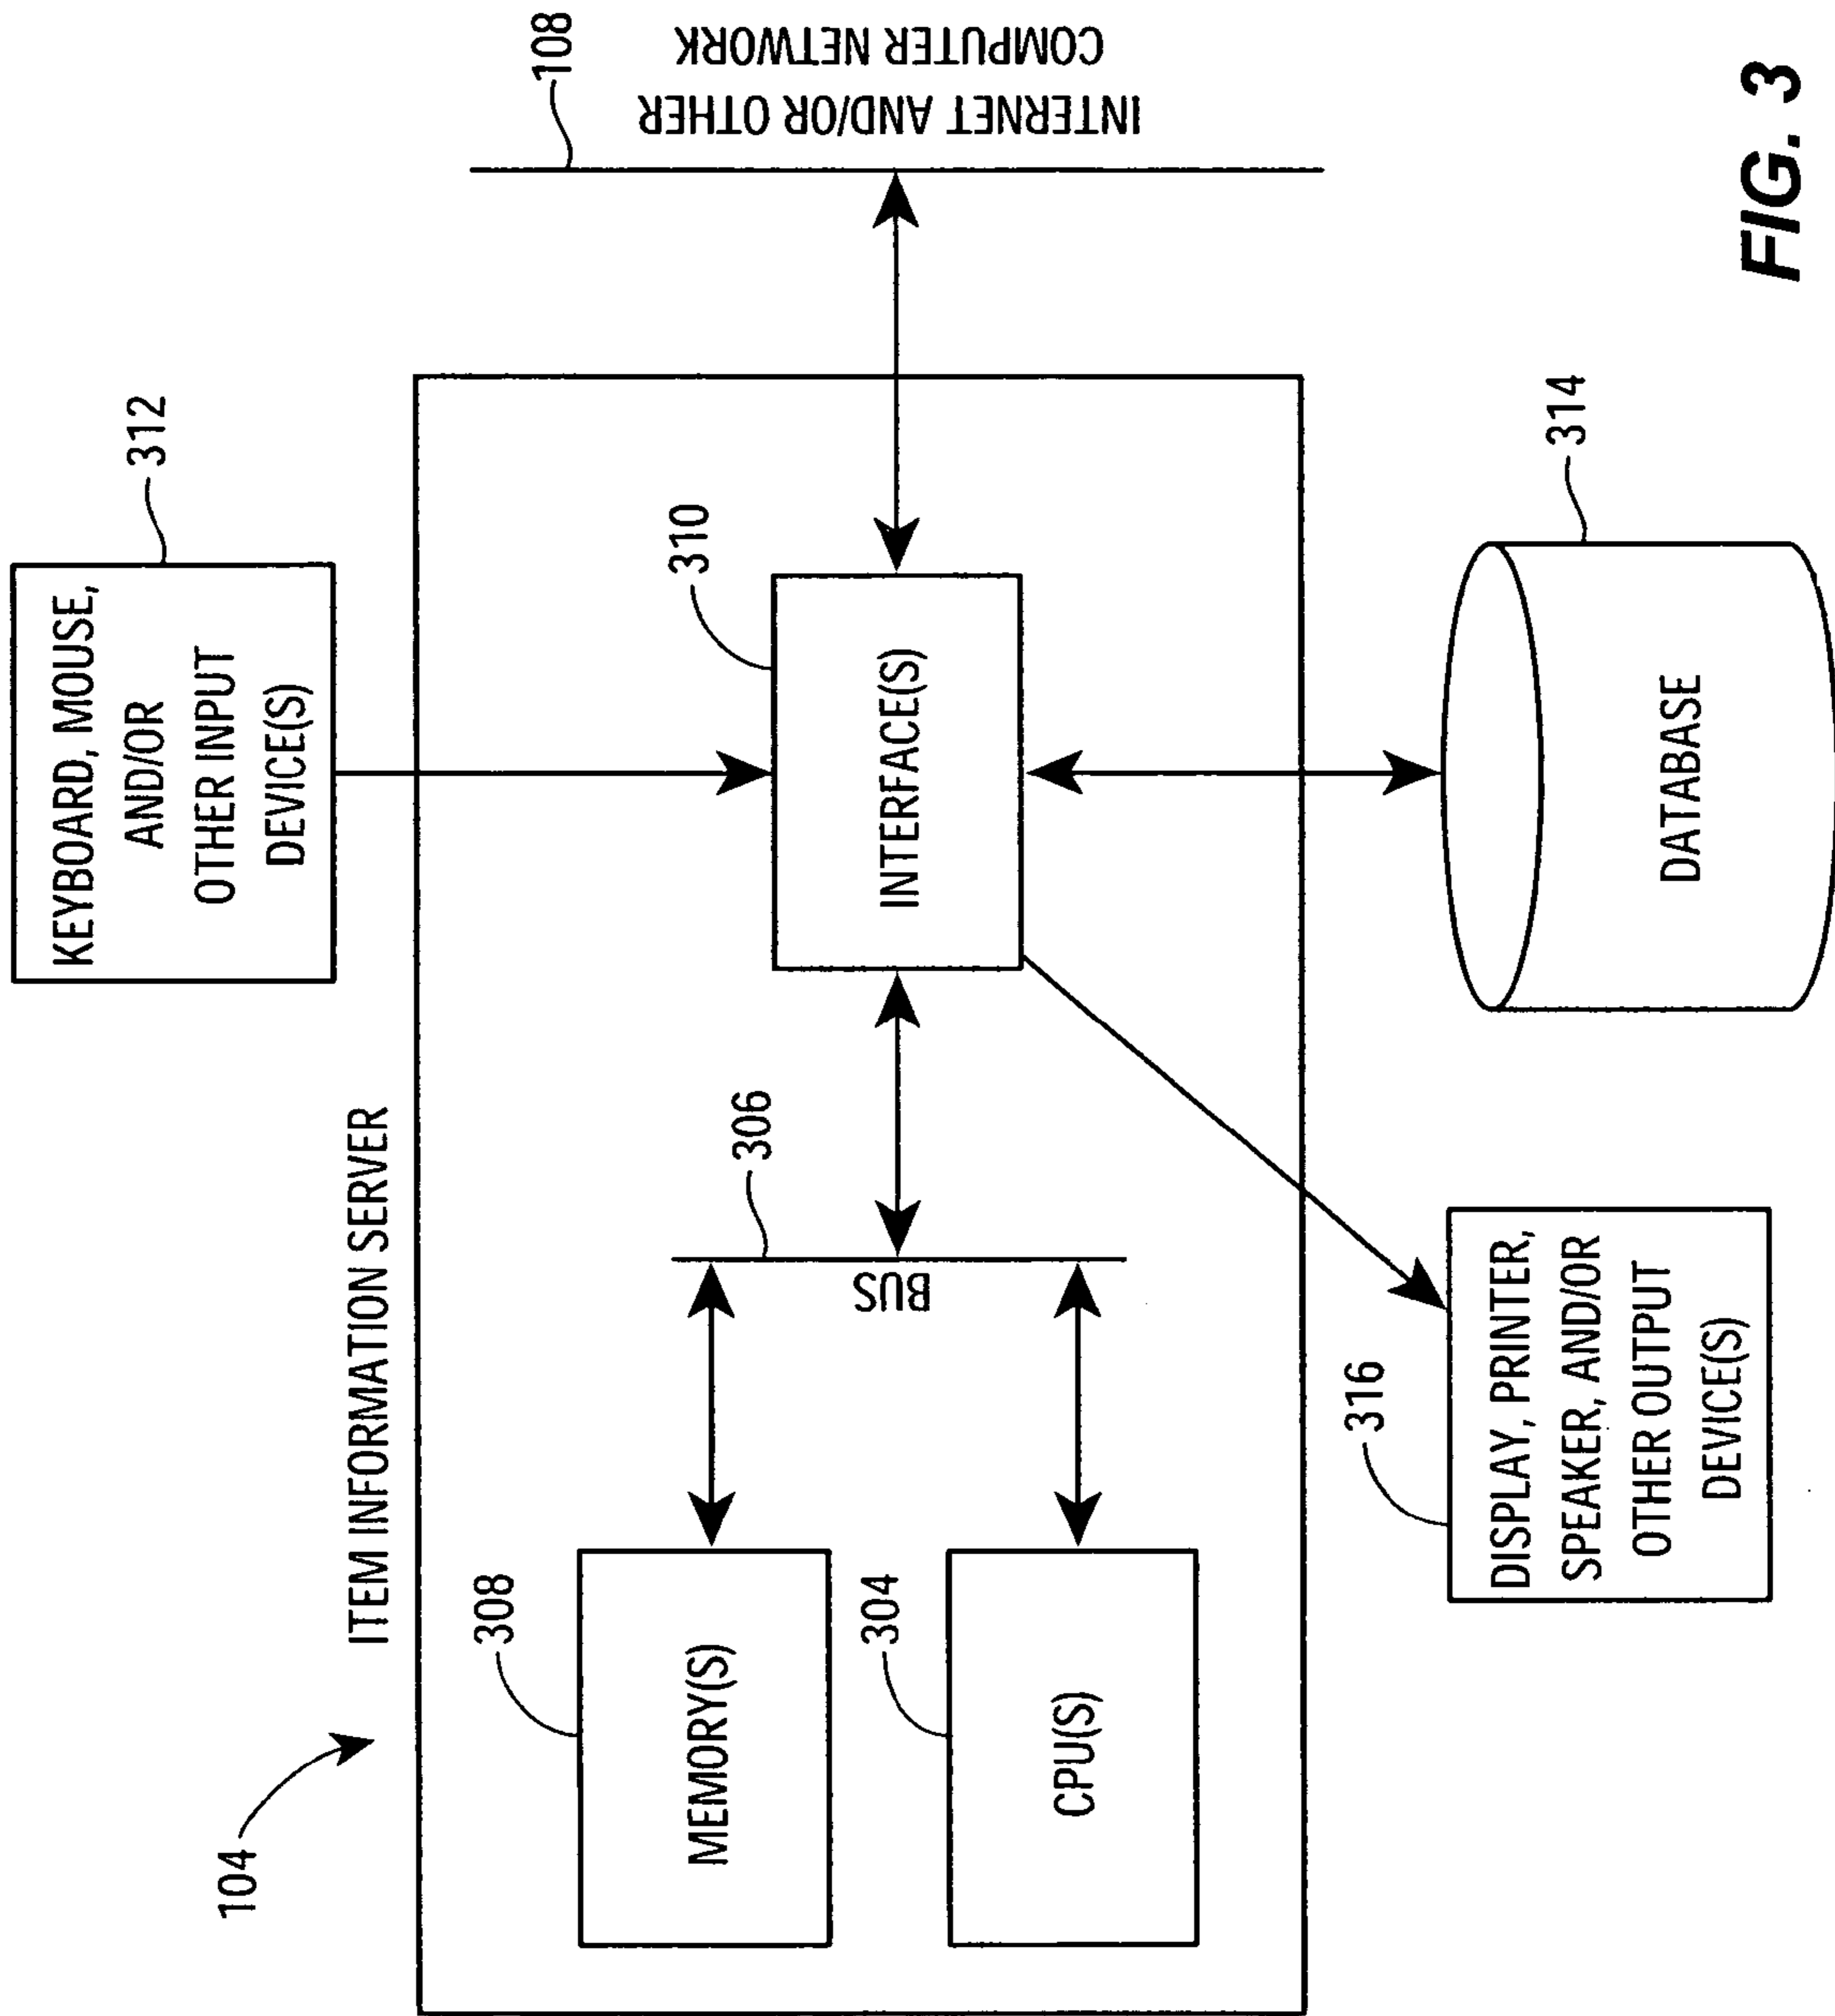 104
ITEM INFORMATION SERVER
KEYBOARD, MOUSE,
AND/OR
OTHER INPUT
DEVICE(S)
312
308
MEMORY(S)
304
CPU(S)
306
BUS
310
INTERFACE(S)
108
INTERNET AND/OR OTHER
COMPUTER NETWORK
316
DISPLAY, PRINTER,
SPEAKER, AND/OR
OTHER OUTPUT
DEVICE(S)
314
DATABASE
FIG. 3